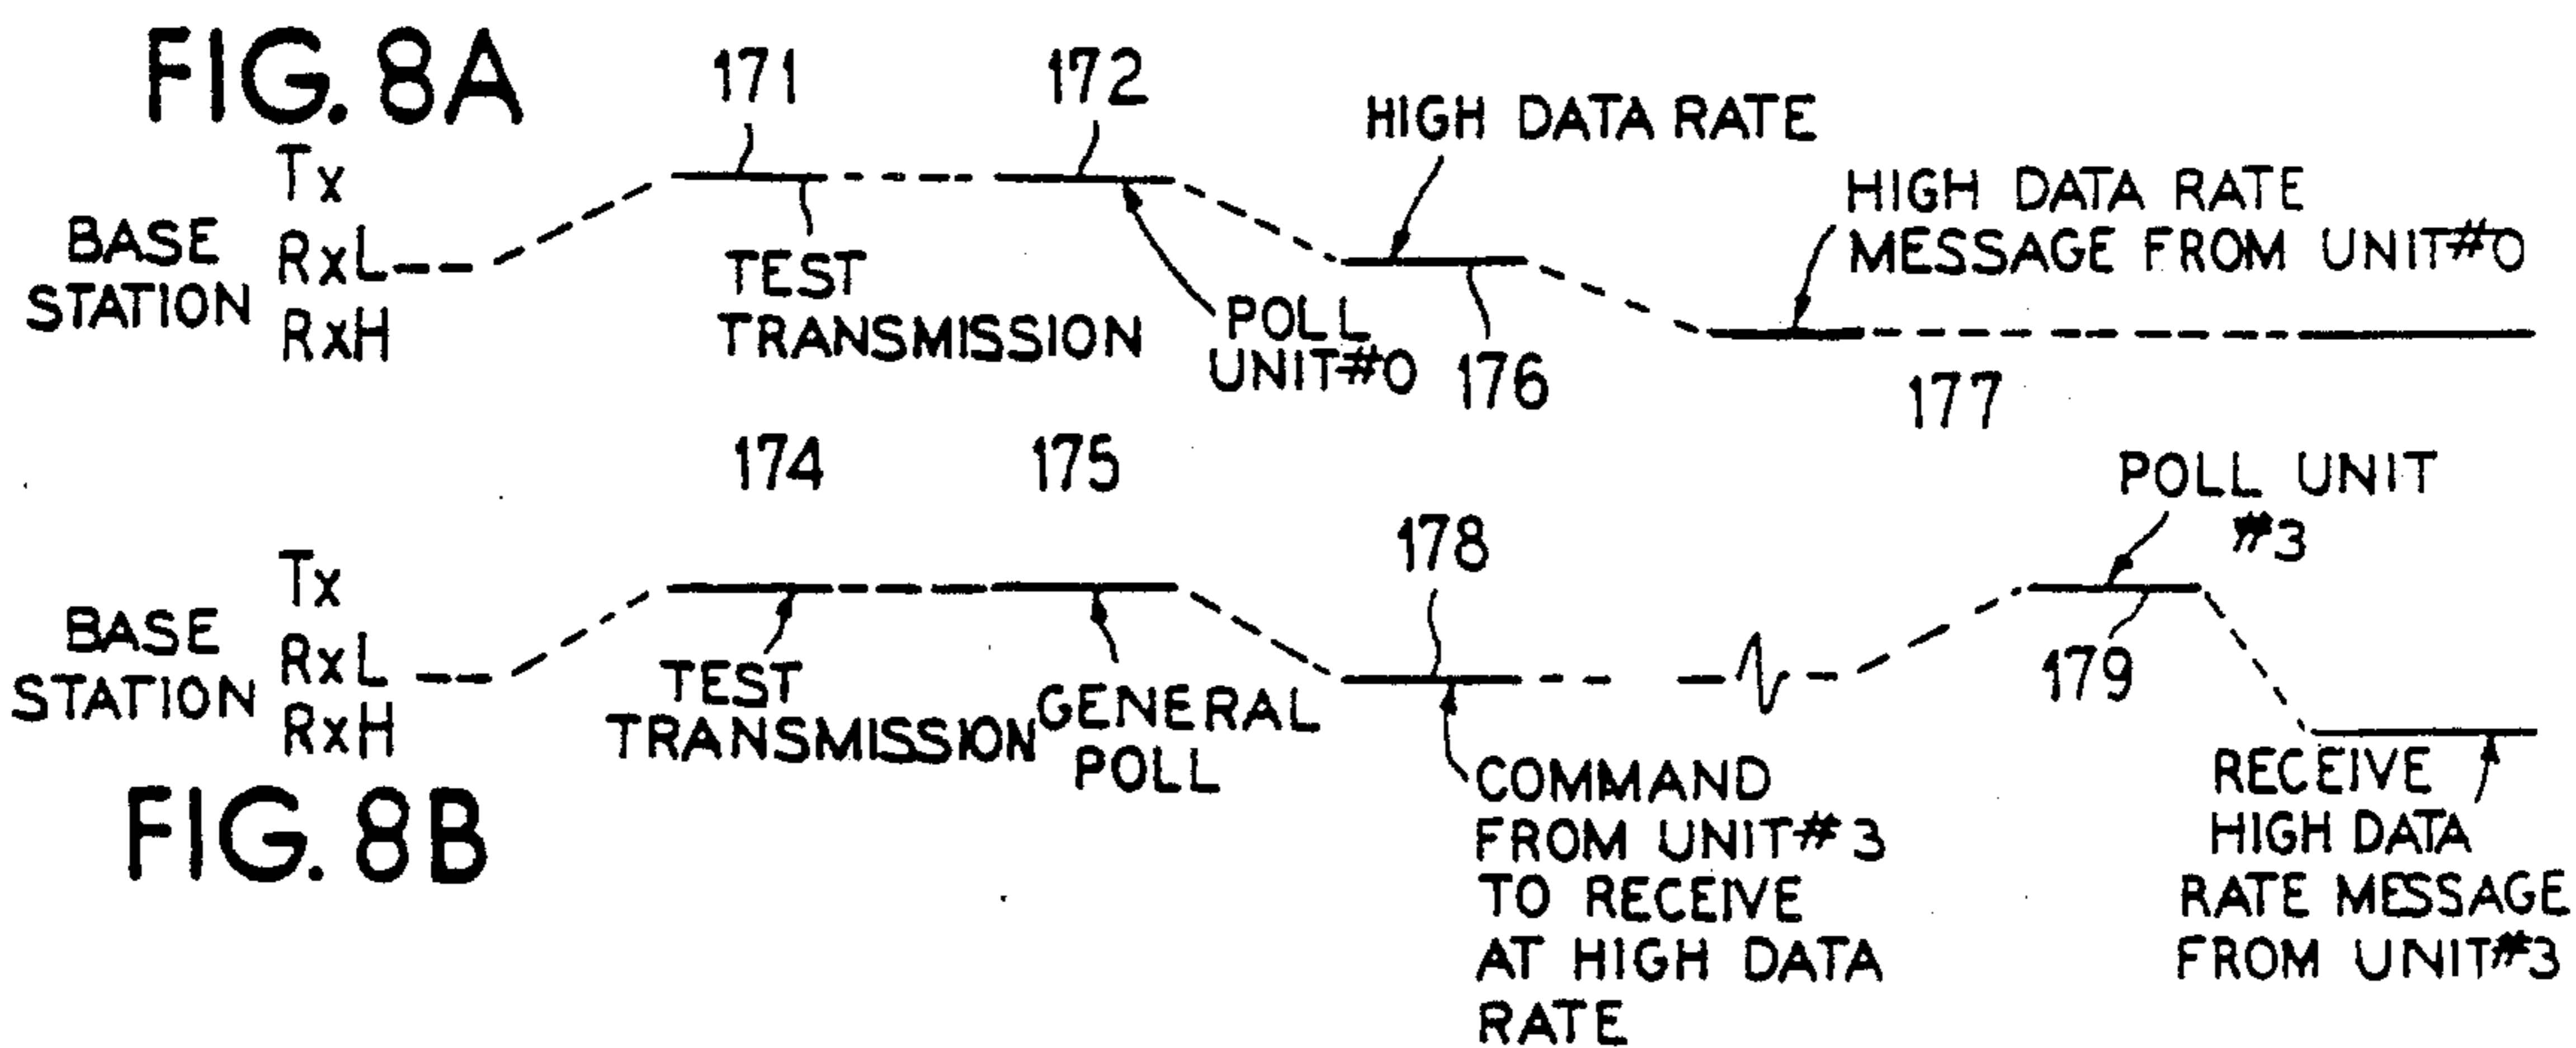 FIG. 8A
171
172
HIGH DATA RATE
Tx
BASE STATION
RxL
RxH
TEST
TRANSMISSION
POLL
UNIT#0
176
HIGH DATA RATE
MESSAGE FROM UNIT#0
177
174
175
178
POLL UNIT
#3
Tx
BASE STATION
RxL
RxH
TEST
TRANSMISSION
GENERAL
POLL
179
COMMAND
FROM UNIT#3
TO RECEIVE
AT HIGH DATA
RATE
RECEIVE
HIGH DATA
RATE MESSAGE
FROM UNIT#3
FIG. 8B